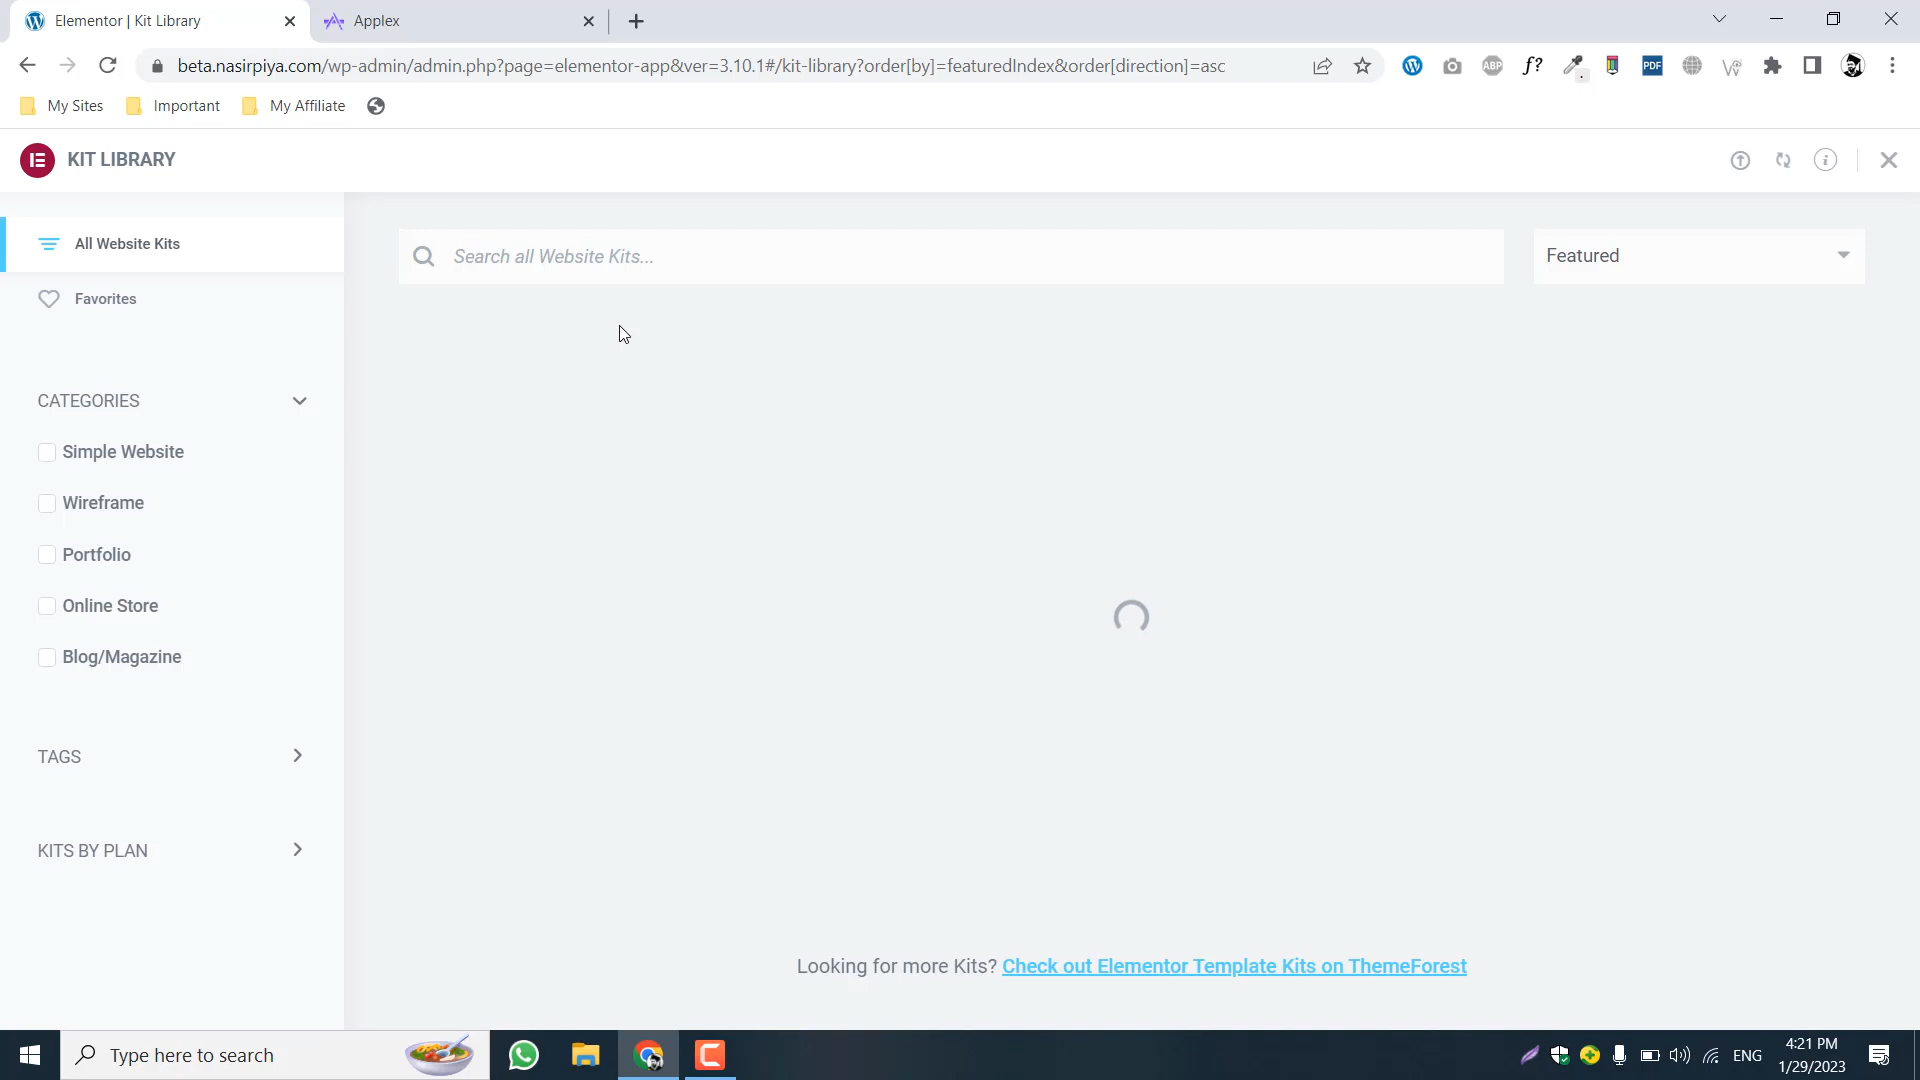 Elementor | Kit Library
Applex
beta.nasirpiya.com/wp-admin/admin.php?page=elementor-app&ver=3.10.1#/kit-library?order[by]=featuredIndex&order[direction]=asc
ABP
f?
PDF
My Sites
Important
My Affiliate
KIT LIBRARY
All Website Kits
Search all Website Kits...
Featured
Favorites
CATEGORIES
Simple Website
Wireframe
Portfolio
Online Store
Blog/Magazine
TAGS
KITS BY PLAN
Looking for more Kits? Check out Elementor Template Kits on ThemeForest
Type here to search
ENG
4:21 PM
1/29/2023